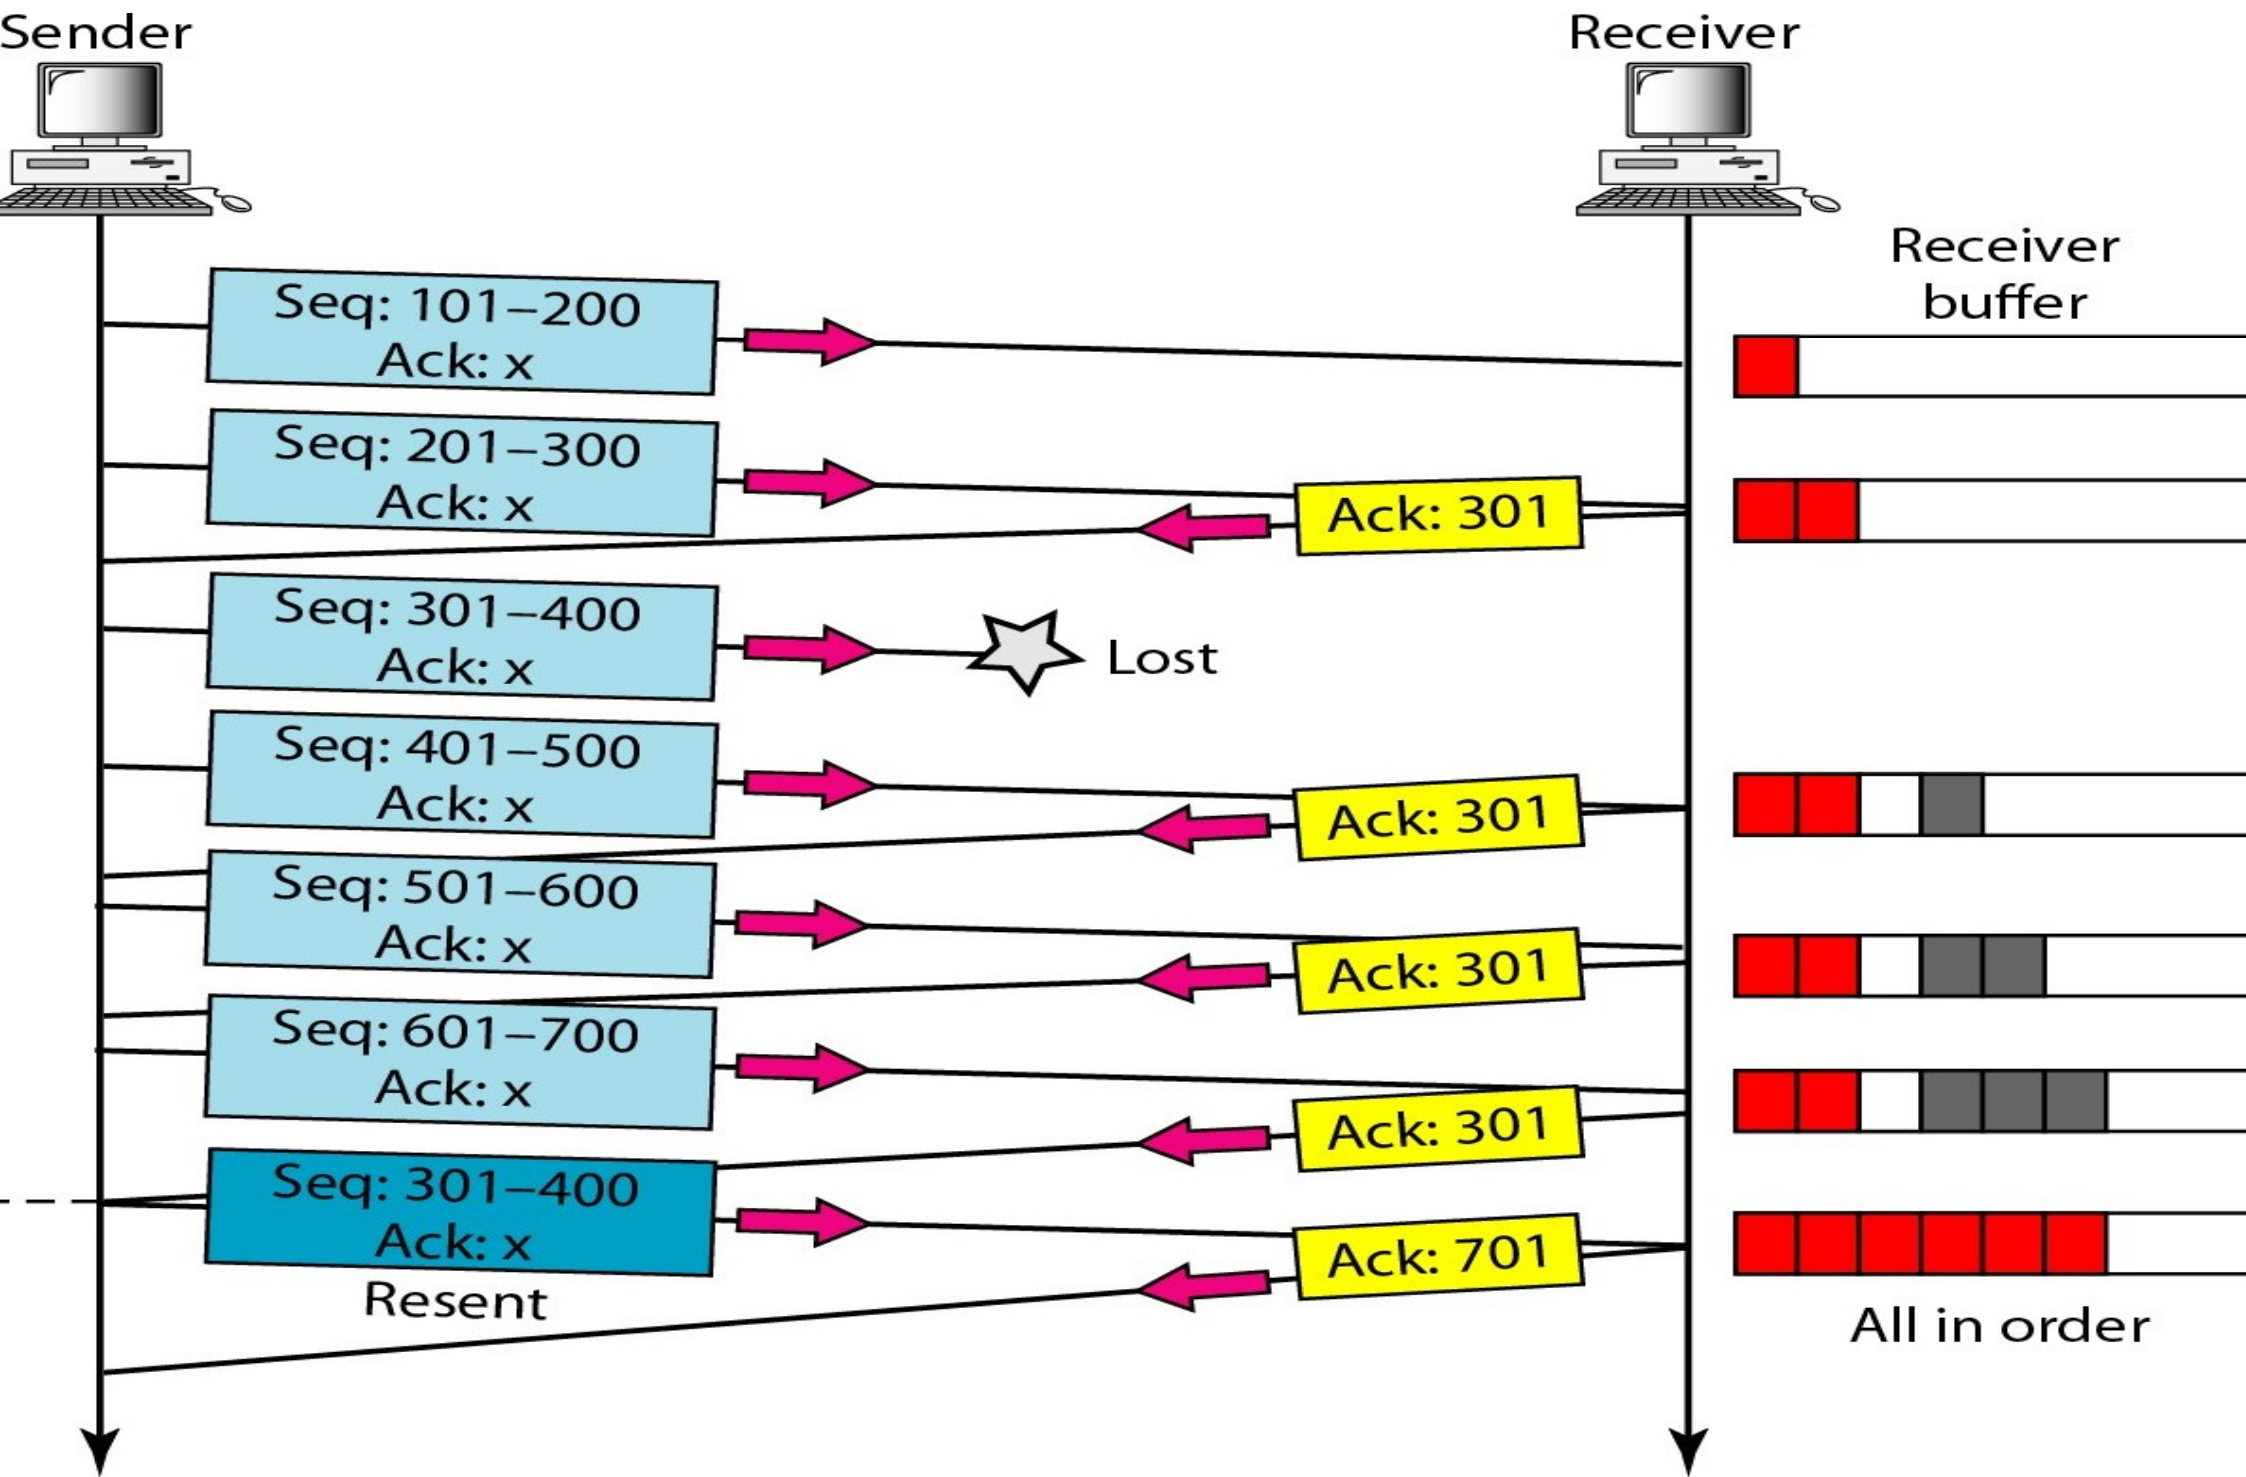 Sender
Receiver
Receiver
buffer
Seq: 101–200
Ack: x
Seq: 201–300
Ack: x
Ack: 301
Seq: 301–400
Ack: x
Lost
Seq: 401–500
Ack: x
Ack: 301
Seq: 501–600
Ack: x
Ack: 301
Seq: 601–700
Ack: x
Ack: 301
Seq: 301–400
Ack: x
Resent
Ack: 701
All in order